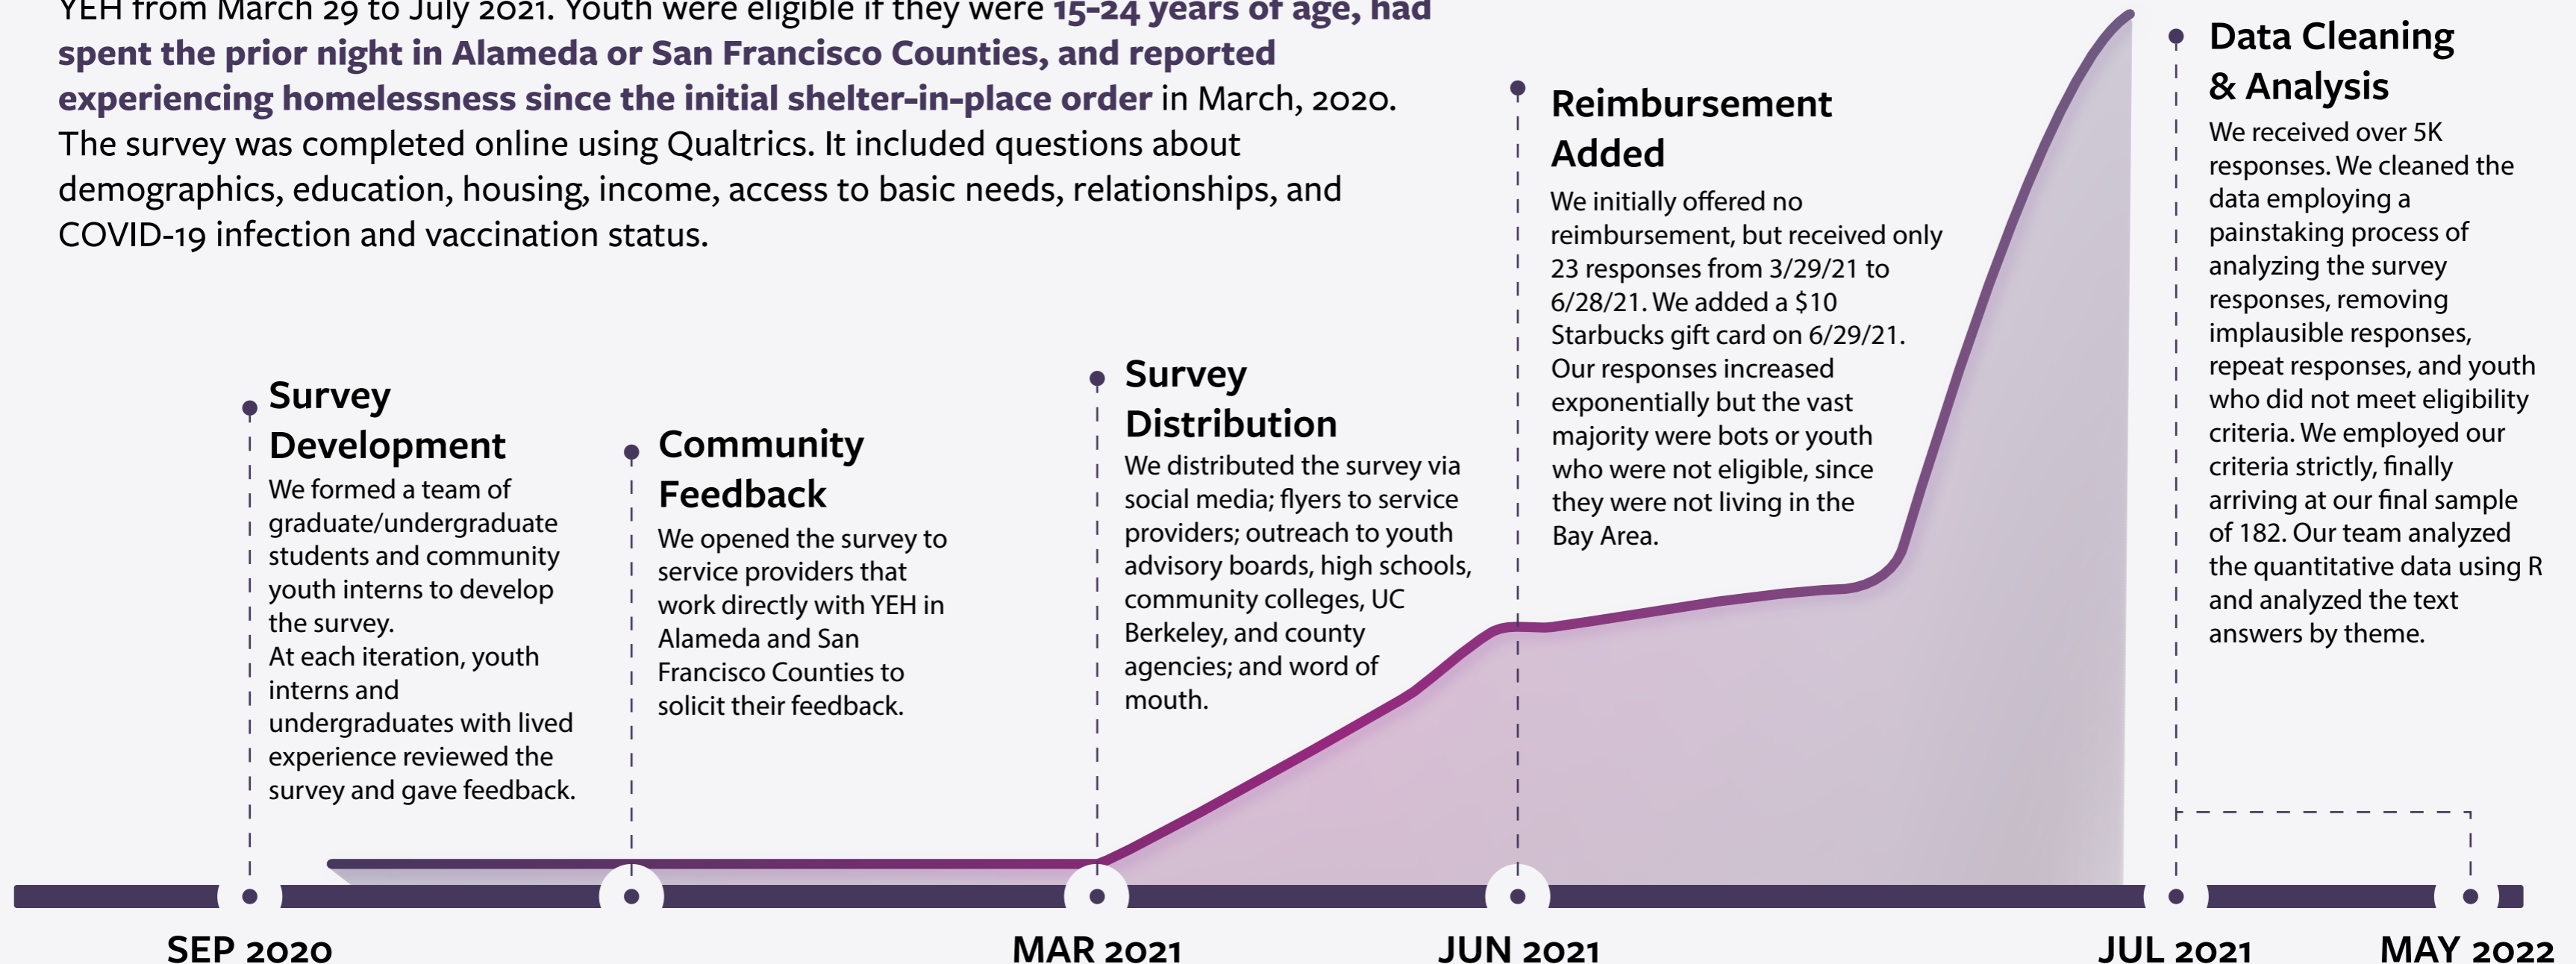 YEH from March 29 to July 2021. Youth were eligible if they were 15-24 years of age, had
spent the prior night in Alameda or San Francisco Counties, and reported
experiencing homelessness since the initial shelter-in-place order in March, 2020.
The survey was completed online using Qualtrics. It included questions about
demographics, education, housing, income, access to basic needs, relationships, and
COVID-19 infection and vaccination status.
Survey
Development
We formed a team of
graduate/undergraduate
students and community
youth interns to develop
the survey.
At each iteration, youth
interns and
undergraduates with lived
experience reviewed the
survey and gave feedback.
Community
Feedback
We opened the survey to
service providers that
work directly with YEH in
Alameda and San
Francisco Counties to
solicit their feedback.
Survey
Distribution
We distributed the survey via
social media; flyers to service
providers; outreach to youth
advisory boards, high schools,
community colleges, UC
Berkeley, and county
agencies; and word of
mouth.
Reimbursement
Added
We initially offered no
reimbursement, but received only
23 responses from 3/29/21 to
6/28/21. We added a $10
Starbucks gift card on 6/29/21.
Our responses increased
exponentially but the vast
majority were bots or youth
who were not eligible, since
they were not living in the
Bay Area.
Data Cleaning
& Analysis
We received over 5K
responses. We cleaned the
data employing a
painstaking process of
analyzing the survey
responses, removing
implausible responses,
repeat responses, and youth
who did not meet eligibility
criteria. We employed our
criteria strictly, finally
arriving at our final sample
of 182. Our team analyzed
the quantitative data using R
and analyzed the text
answers by theme.
SEP 2020
MAR 2021
JUN 2021
JUL 2021
MAY 2022